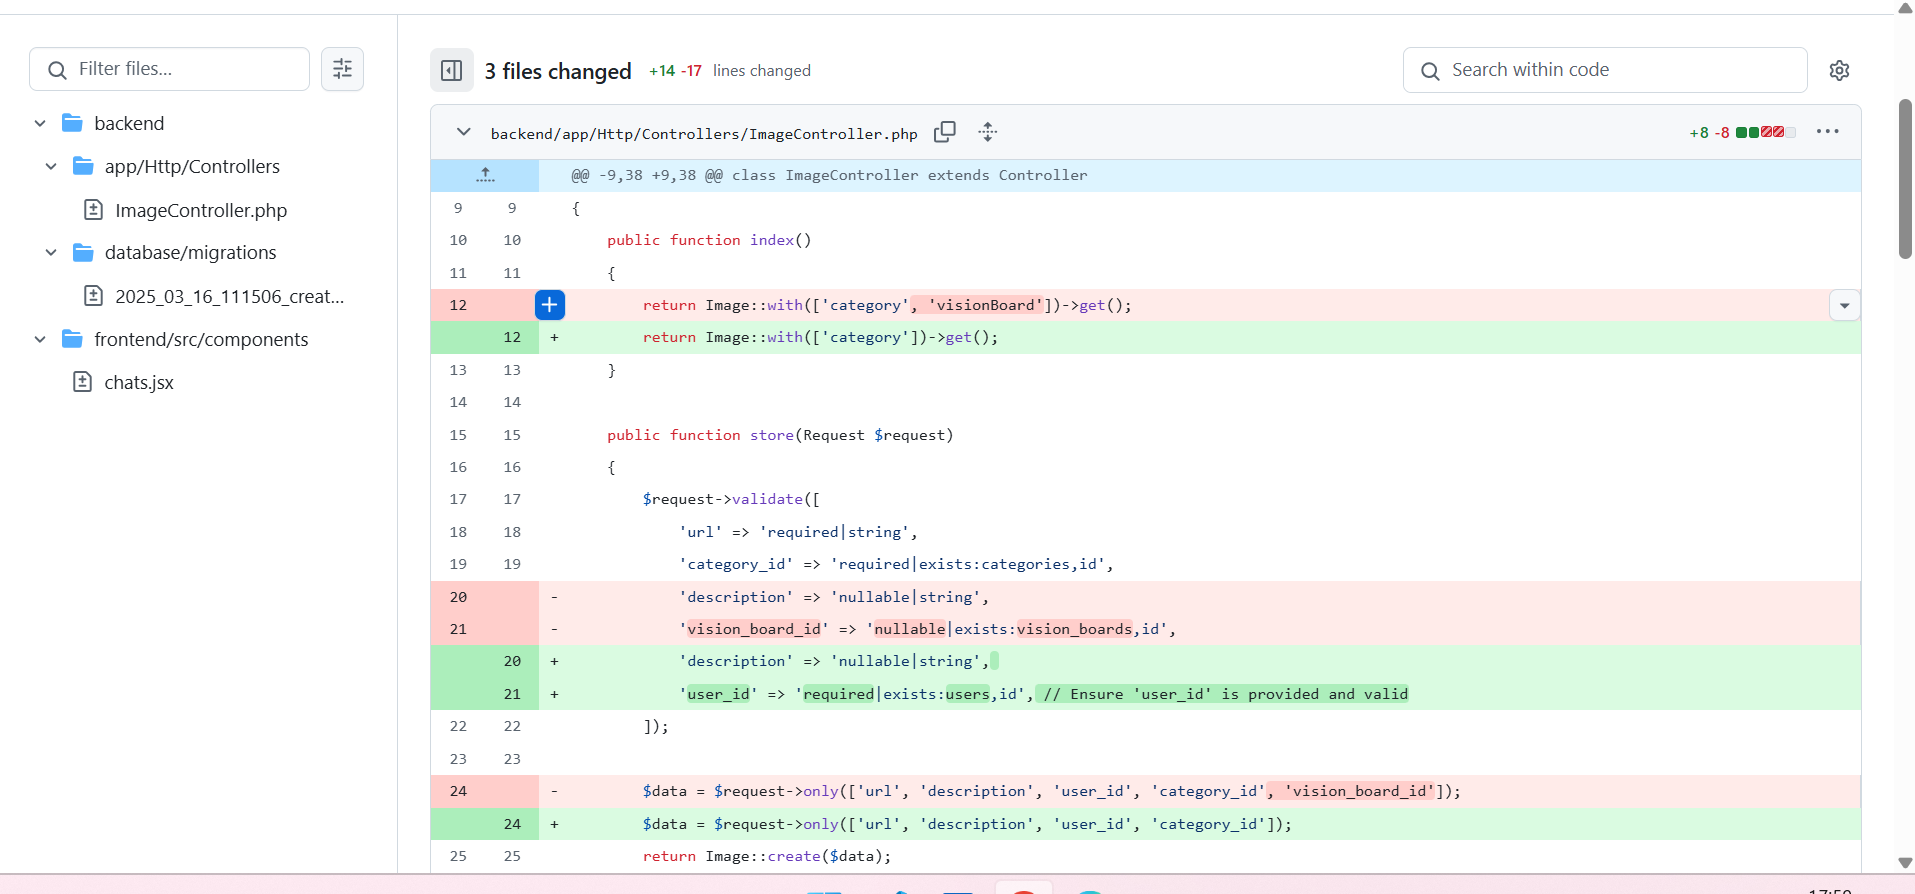 Filter files...
backend
app/Http/Controllers
ImageController.php
database/migrations
2025_03_16_111506_creat...
frontend/src/components
chats.jsx
3 files changed +14 -17 lines changed
Search within code
backend/app/Http/Controllers/ImageController.php
+8 -8
@@ -9,38 +9,38 @@ class ImageController extends Controller
9 9 {
10 10 public function index()
11 11 {
12 return Image::with(['category', 'visionBoard'])->get();
12 + return Image::with(['category'])->get();
13 13 }
14 14
15 15 public function store(Request $request)
16 16 {
17 17 $request->validate([
18 18 'url' => 'required|string',
19 19 'category_id' => 'required|exists:categories,id',
20 - 'description' => 'nullable|string',
21 - 'vision_board_id' => 'nullable|exists:vision_boards,id',
20 + 'description' => 'nullable|string',
21 + 'user_id' => 'required|exists:users,id', // Ensure 'user_id' is provided and valid
22 22 ]);
23 23
24 - $data = $request->only(['url', 'description', 'user_id', 'category_id', 'vision_board_id']);
24 + $data = $request->only(['url', 'description', 'user_id', 'category_id']);
25 25 return Image::create($data);